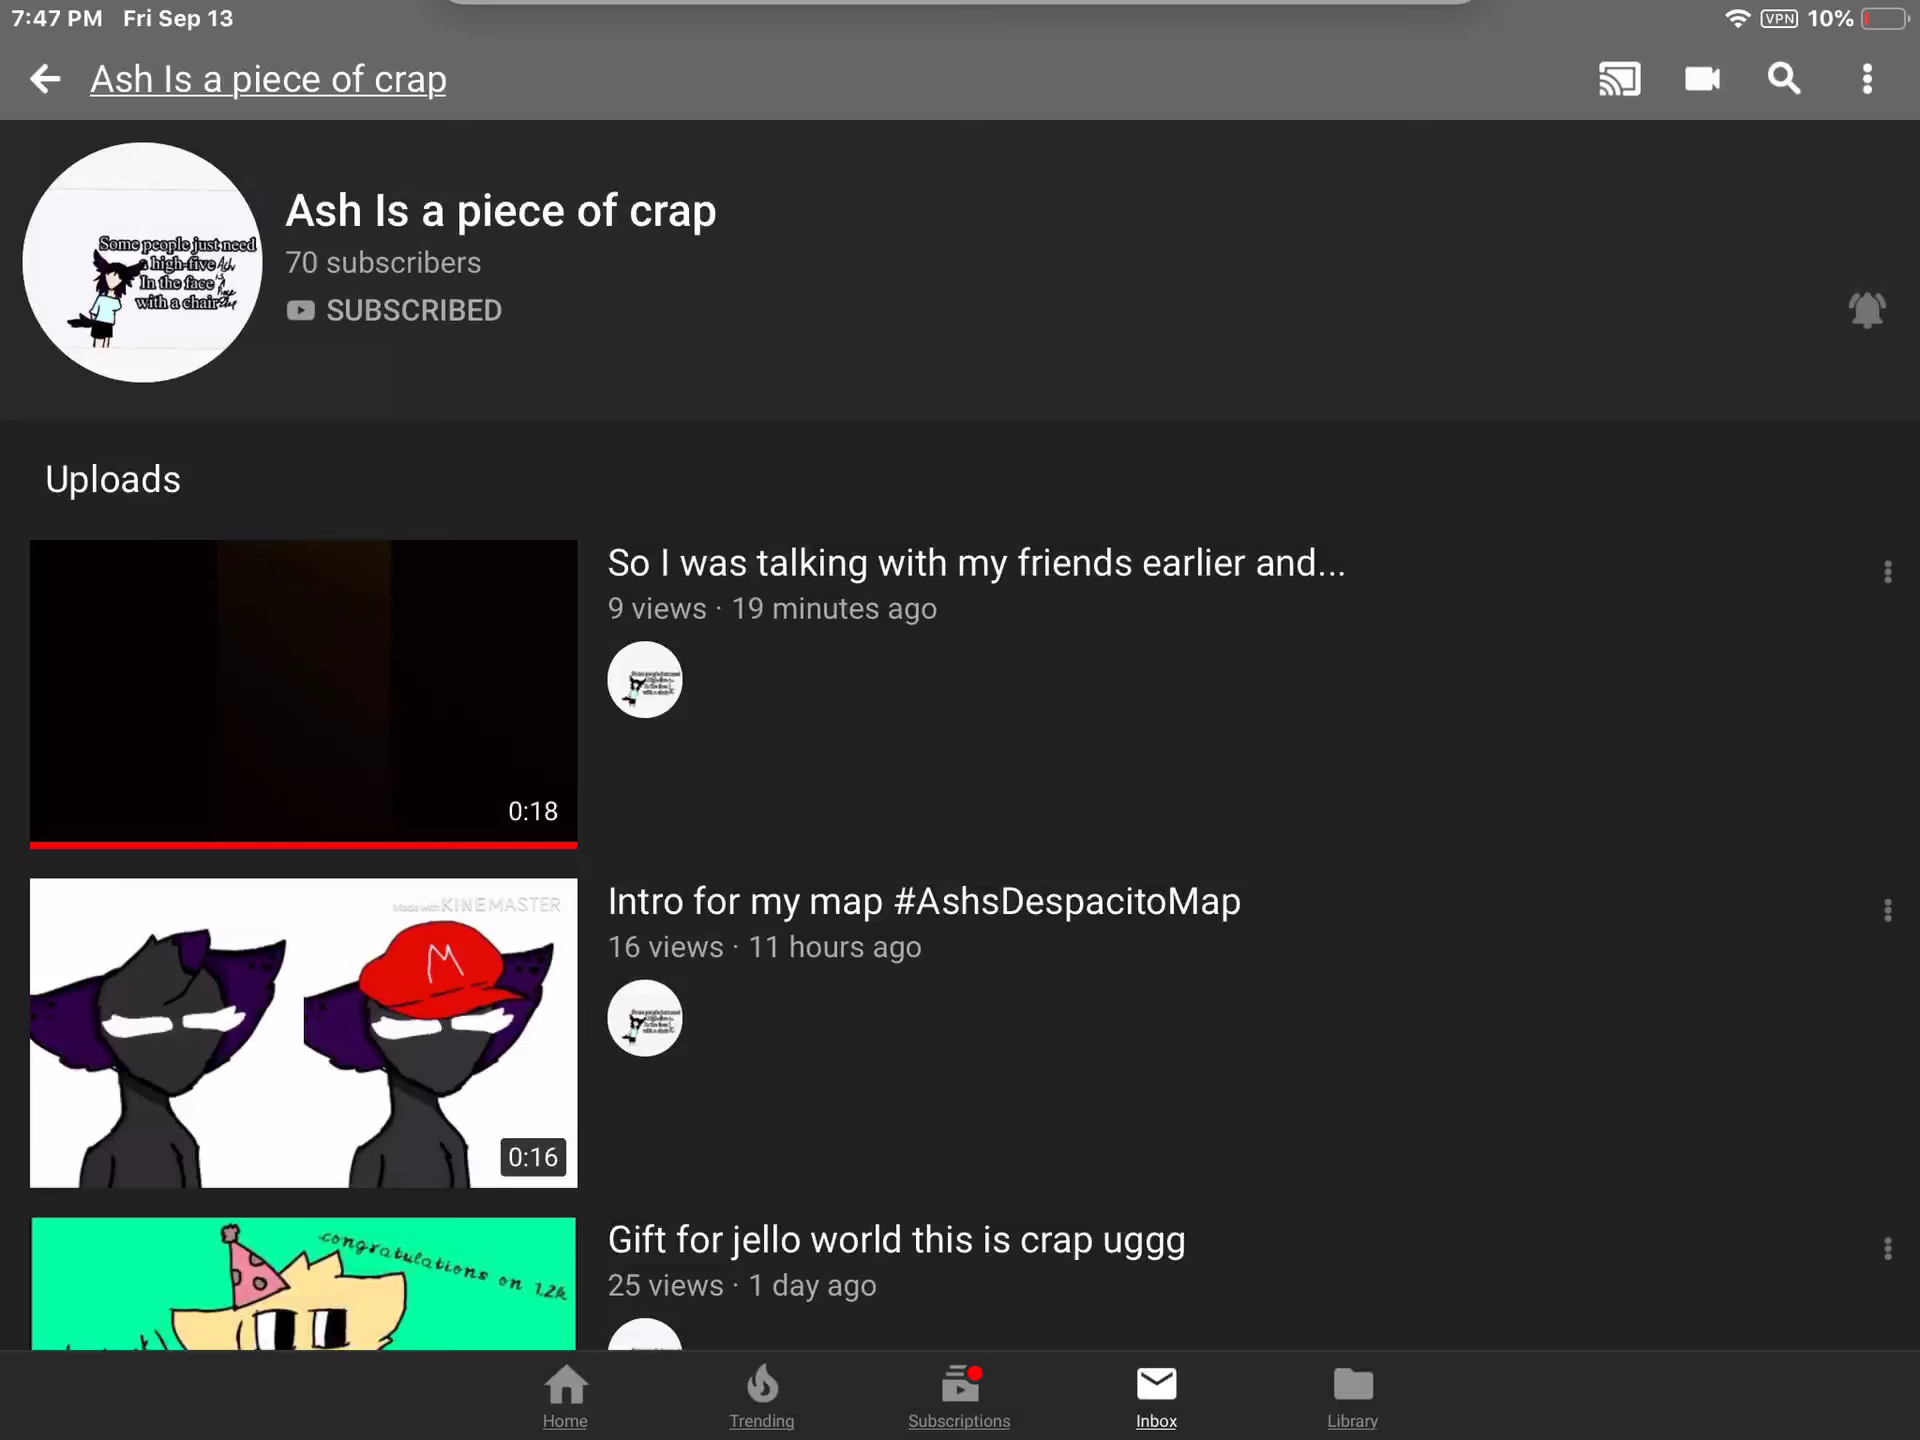 7:47 PM Fri Sep 13
VPN 10%
Ash Is a piece of crap
Some people just need
a high-five
In the face
with a chair
Ash Is a piece of crap
70 subscribers
SUBSCRIBED
Uploads
0:18
So I was talking with my friends earlier and...
9 views · 19 minutes ago
Made with KINEMASTER
M
0:16
Intro for my map #AshsDespacitoMap
16 views · 11 hours ago
congratulations on 1.2k
Gift for jello world this is crap uggg
25 views · 1 day ago
Home
Trending
Subscriptions
Inbox
Library